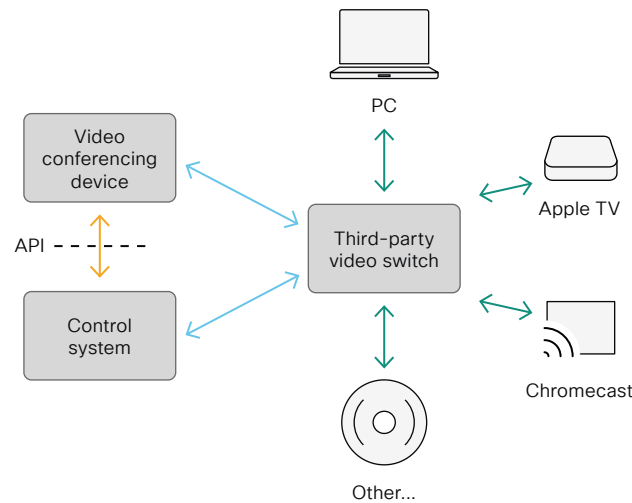 PC
Video
conferencing
device
Apple TV
API
Third-party
video switch
Control
system
Chromecast
Other...